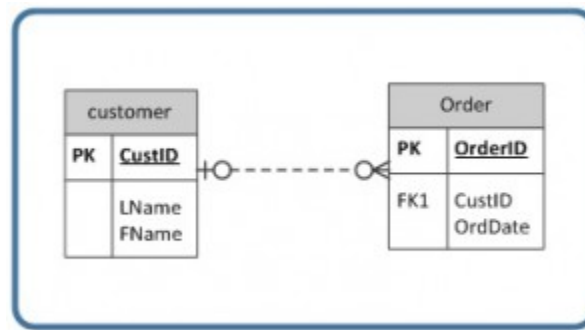 customer
PK CustID
LName
FName
Order
PK OrderID
FK1 CustID
OrdDate